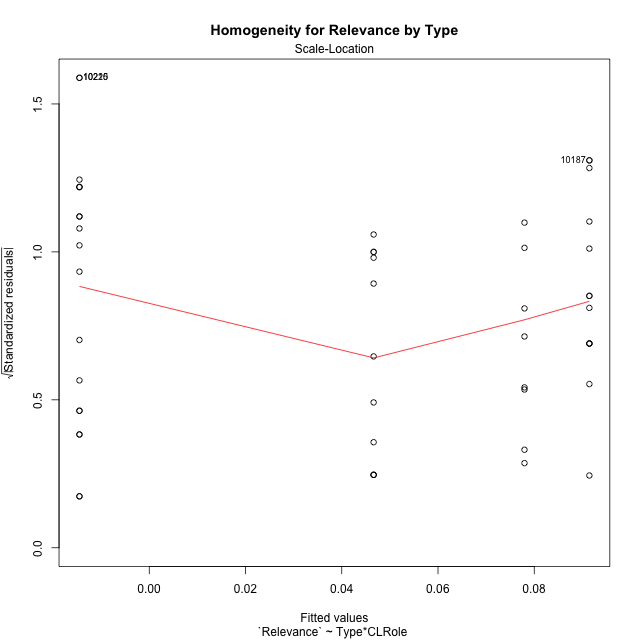 Homogeneity for Relevance by Type
Scale-Location
1.5
1.0
0.5
0.0
√|Standardized residuals|
10187
0.00 0.02 0.04 0.06 0.08
Fitted values
`Relevance` ~ Type*CLRole